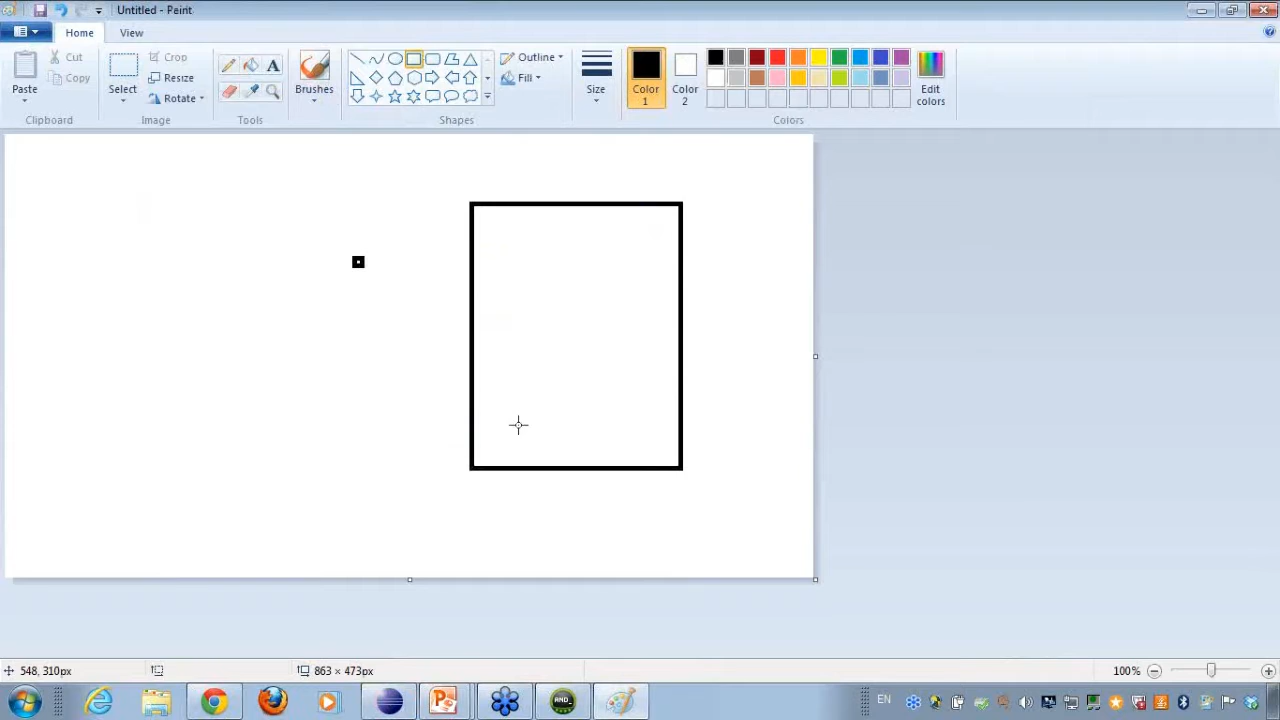 Untitled - Paint
Home View
Paste
Cut
Copy
Clipboard
Select
Crop
Resize
Rotate
Image
Tools
Brushes
Outline
Fill
Shapes
Size
Color 1
Color 2
Edit colors
Colors
548, 310px
863 × 473px
100%
EN